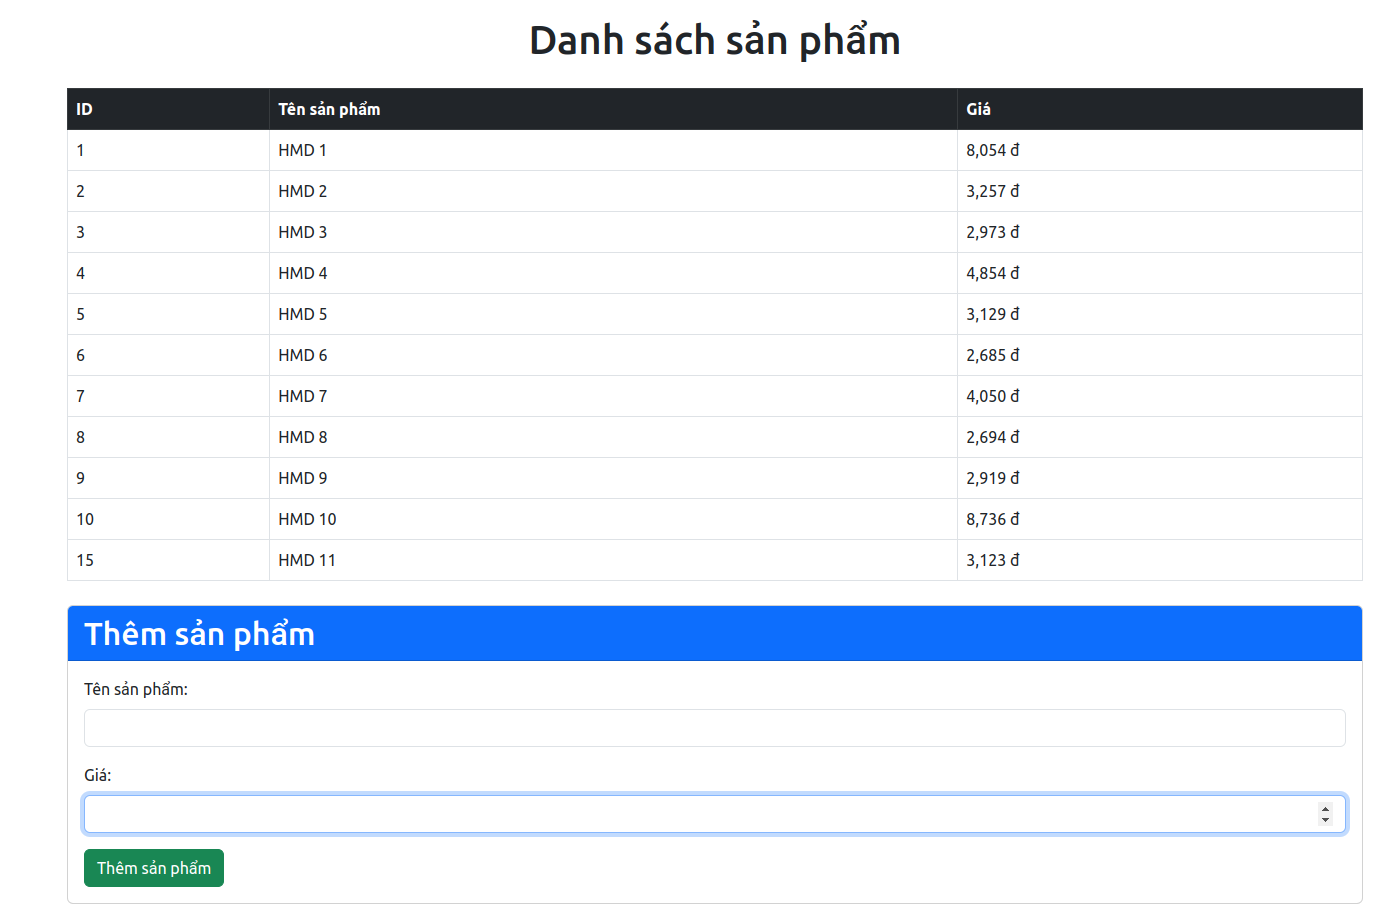 Danh sách sản phẩm
ID Tên sản phẩm Giá
1 HMD 1 8,054 đ
2 HMD 2 3,257 đ
3 HMD 3 2,973 đ
4 HMD 4 4,854 đ
5 HMD 5 3,129 đ
6 HMD 6 2,685 đ
7 HMD 7 4,050 đ
8 HMD 8 2,694 đ
9 HMD 9 2,919 đ
10 HMD 10 8,736 đ
15 HMD 11 3,123 đ
Thêm sản phẩm
Tên sản phẩm:
Giá:
Thêm sản phẩm